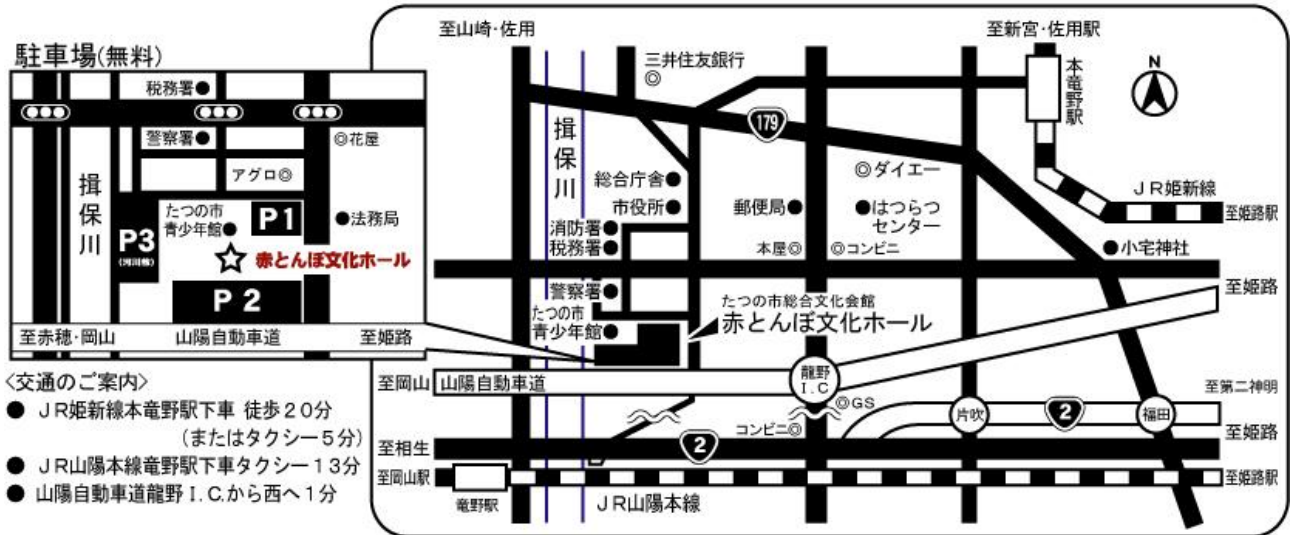 駐車場(無料)
税務署●
警察署●
◎花屋
アグロ◎
揖保川
P3
(河川敷)
たつの市
青少年館●
P1
●法務局
☆ 赤とんぼ文化ホール
P 2
至赤穂・岡山
山陽自動車道
至姫路
<交通のご案内>
● JR姫新線本竜野駅下車 徒歩20分
(またはタクシー5分)
● JR山陽本線竜野駅下車タクシー13分
● 山陽自動車道龍野I.C.から西へ1分
至山崎・佐用
至新宮・佐用駅
三井住友銀行
◎
本竜野駅
N
179
揖保川
◎ダイエー
総合庁舎●
市役所●
郵便局●
●はつらつ
センター
JR姫新線
至姫路駅
消防署●
税務署●
本屋◎
◎コンビニ
●小宅神社
至姫路
警察署●
たつの市
青少年館●
たつの市総合文化会館
赤とんぼ文化ホール
至岡山
山陽自動車道
龍野
I.C
至第二神明
◎GS
片吹
2
福田
コンビニ◎
至相生
2
至姫路
至岡山駅
至姫路駅
竜野駅
JR山陽本線